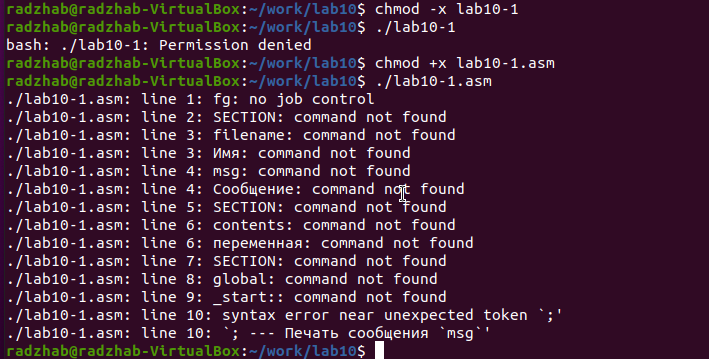 radzhab@radzhab-VirtualBox:~/work/lab10$ chmod -x lab10-1
radzhab@radzhab-VirtualBox:~/work/lab10$ ./lab10-1
bash: ./lab10-1: Permission denied
radzhab@radzhab-VirtualBox:~/work/lab10$ chmod +x lab10-1.asm
radzhab@radzhab-VirtualBox:~/work/lab10$ ./lab10-1.asm
./lab10-1.asm: line 1: fg: no job control
./lab10-1.asm: line 2: SECTION: command not found
./lab10-1.asm: line 3: filename: command not found
./lab10-1.asm: line 3: Имя: command not found
./lab10-1.asm: line 4: msg: command not found
./lab10-1.asm: line 4: Сообщение: command not found
./lab10-1.asm: line 5: SECTION: command not found
./lab10-1.asm: line 6: contents: command not found
./lab10-1.asm: line 6: переменная: command not found
./lab10-1.asm: line 7: SECTION: command not found
./lab10-1.asm: line 8: global: command not found
./lab10-1.asm: line 9: _start:: command not found
./lab10-1.asm: line 10: syntax error near unexpected token `;'
./lab10-1.asm: line 10: `; --- Печать сообщения `msg`'
radzhab@radzhab-VirtualBox:~/work/lab10$